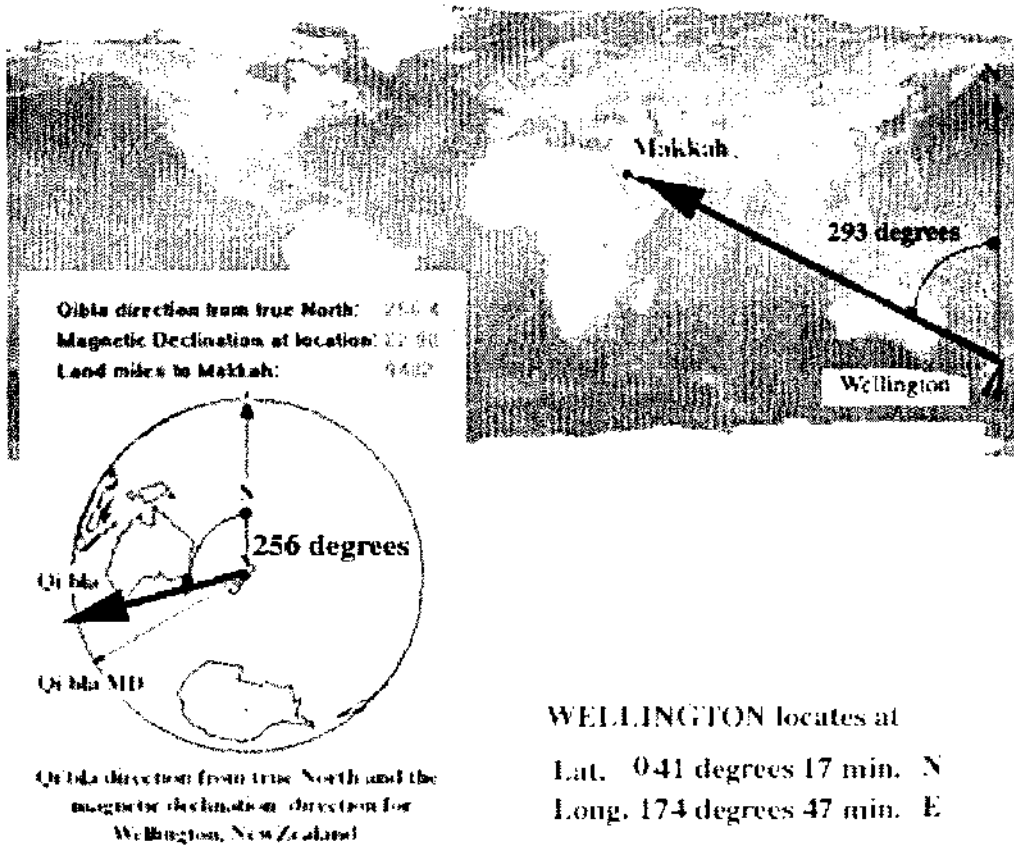 Makkah
293 degrees
Qibla direction from true North:
Magnetic Declination at location:
Land miles to Makkah:
Wellington
256 degrees
Qibla
Qibla MD
WELLINGTON locates at
Lat. 041 degrees 17 min. N
Long. 174 degrees 47 min. E
Qibla direction from true North and the
magnetic declination direction for
Wellington, New Zealand